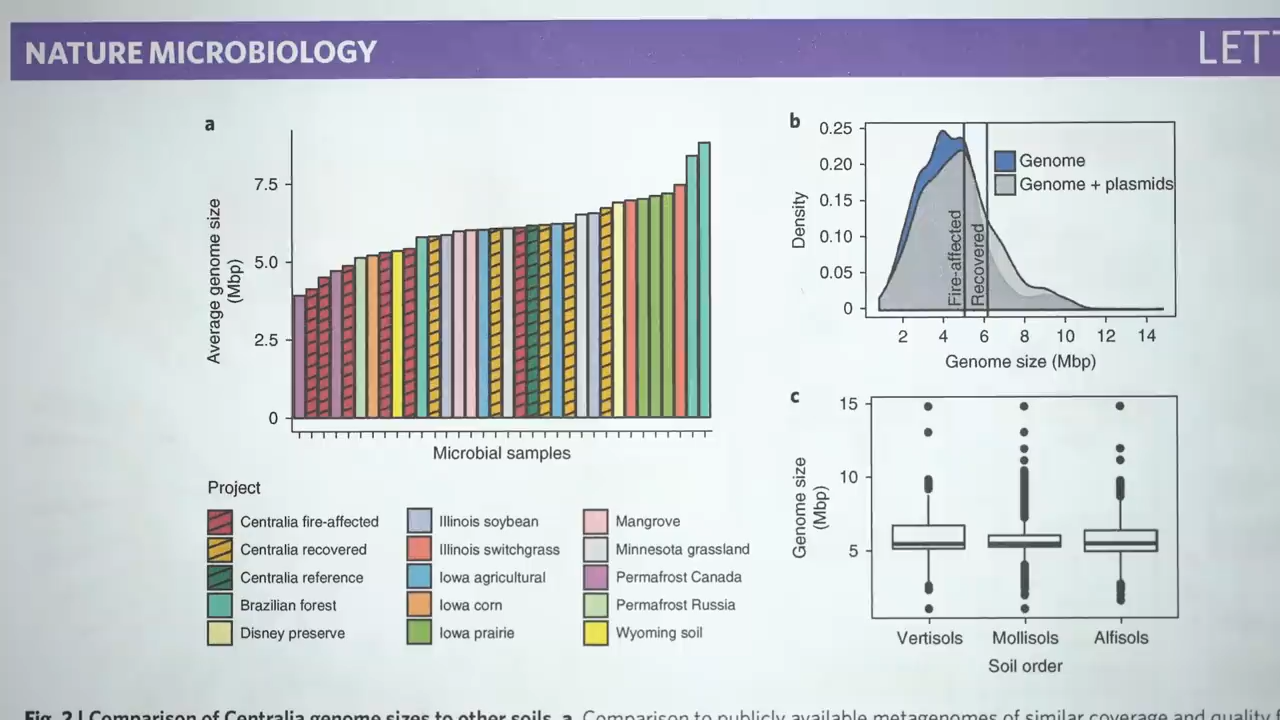 NATURE MICROBIOLOGY
LETT
a
7.5
5.0
2.5
0
Average genome size
(Mbp)
Microbial samples
Project
Centralia fire-affected
Centralia recovered
Centralia reference
Brazilian forest
Disney preserve
Illinois soybean
Illinois switchgrass
Iowa agricultural
Iowa corn
Iowa prairie
Mangrove
Minnesota grassland
Permafrost Canada
Permafrost Russia
Wyoming soil
b
0.25
0.20
0.15
0.10
0.05
0
Density
Genome
Genome + plasmids
Fire-affected
Recovered
2 4 6 8 10 12 14
Genome size (Mbp)
c
15
10
5
Genome size
(Mbp)
Vertisols Mollisols Alfisols
Soil order
Fig. 2 | Comparison of Centralia genome sizes to other soils. a, Comparison to publicly available metagenomes of similar coverage and quality